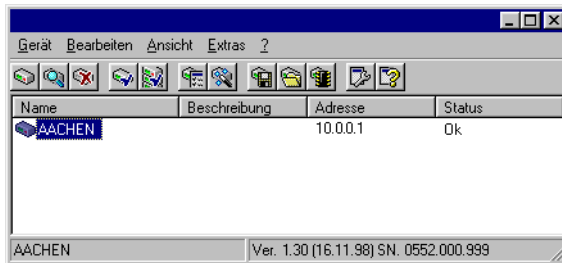 Gerät Bearbeiten Ansicht Extras ?
Name Beschreibung Adresse Status
AACHEN 10.0.0.1 Ok
AACHEN Ver. 1.30 (16.11.98) SN. 0552.000.999